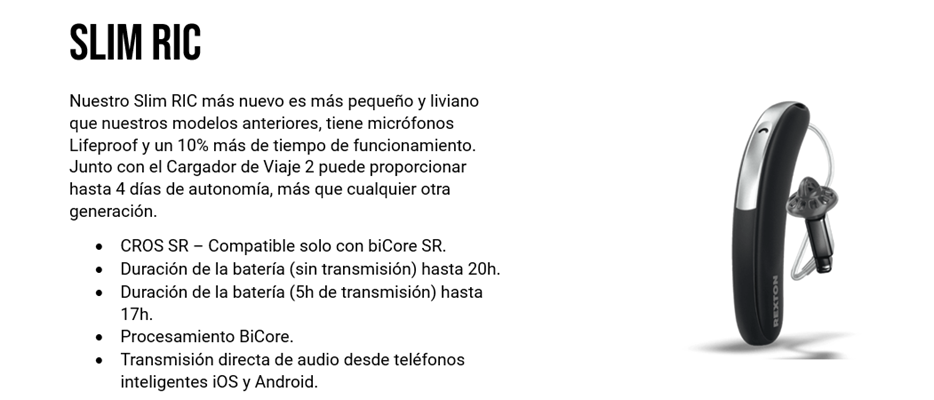 SLIM RIC
Nuestro Slim RIC más nuevo es más pequeño y liviano
que nuestros modelos anteriores, tiene micrófonos
Lifeproof y un 10% más de tiempo de funcionamiento.
Junto con el Cargador de Viaje 2 puede proporcionar
hasta 4 días de autonomía, más que cualquier otra
generación.
• CROS SR – Compatible solo con biCore SR.
• Duración de la batería (sin transmisión) hasta 20h.
• Duración de la batería (5h de transmisión) hasta
17h.
• Procesamiento BiCore.
• Transmisión directa de audio desde teléfonos
inteligentes iOS y Android.
REXTON